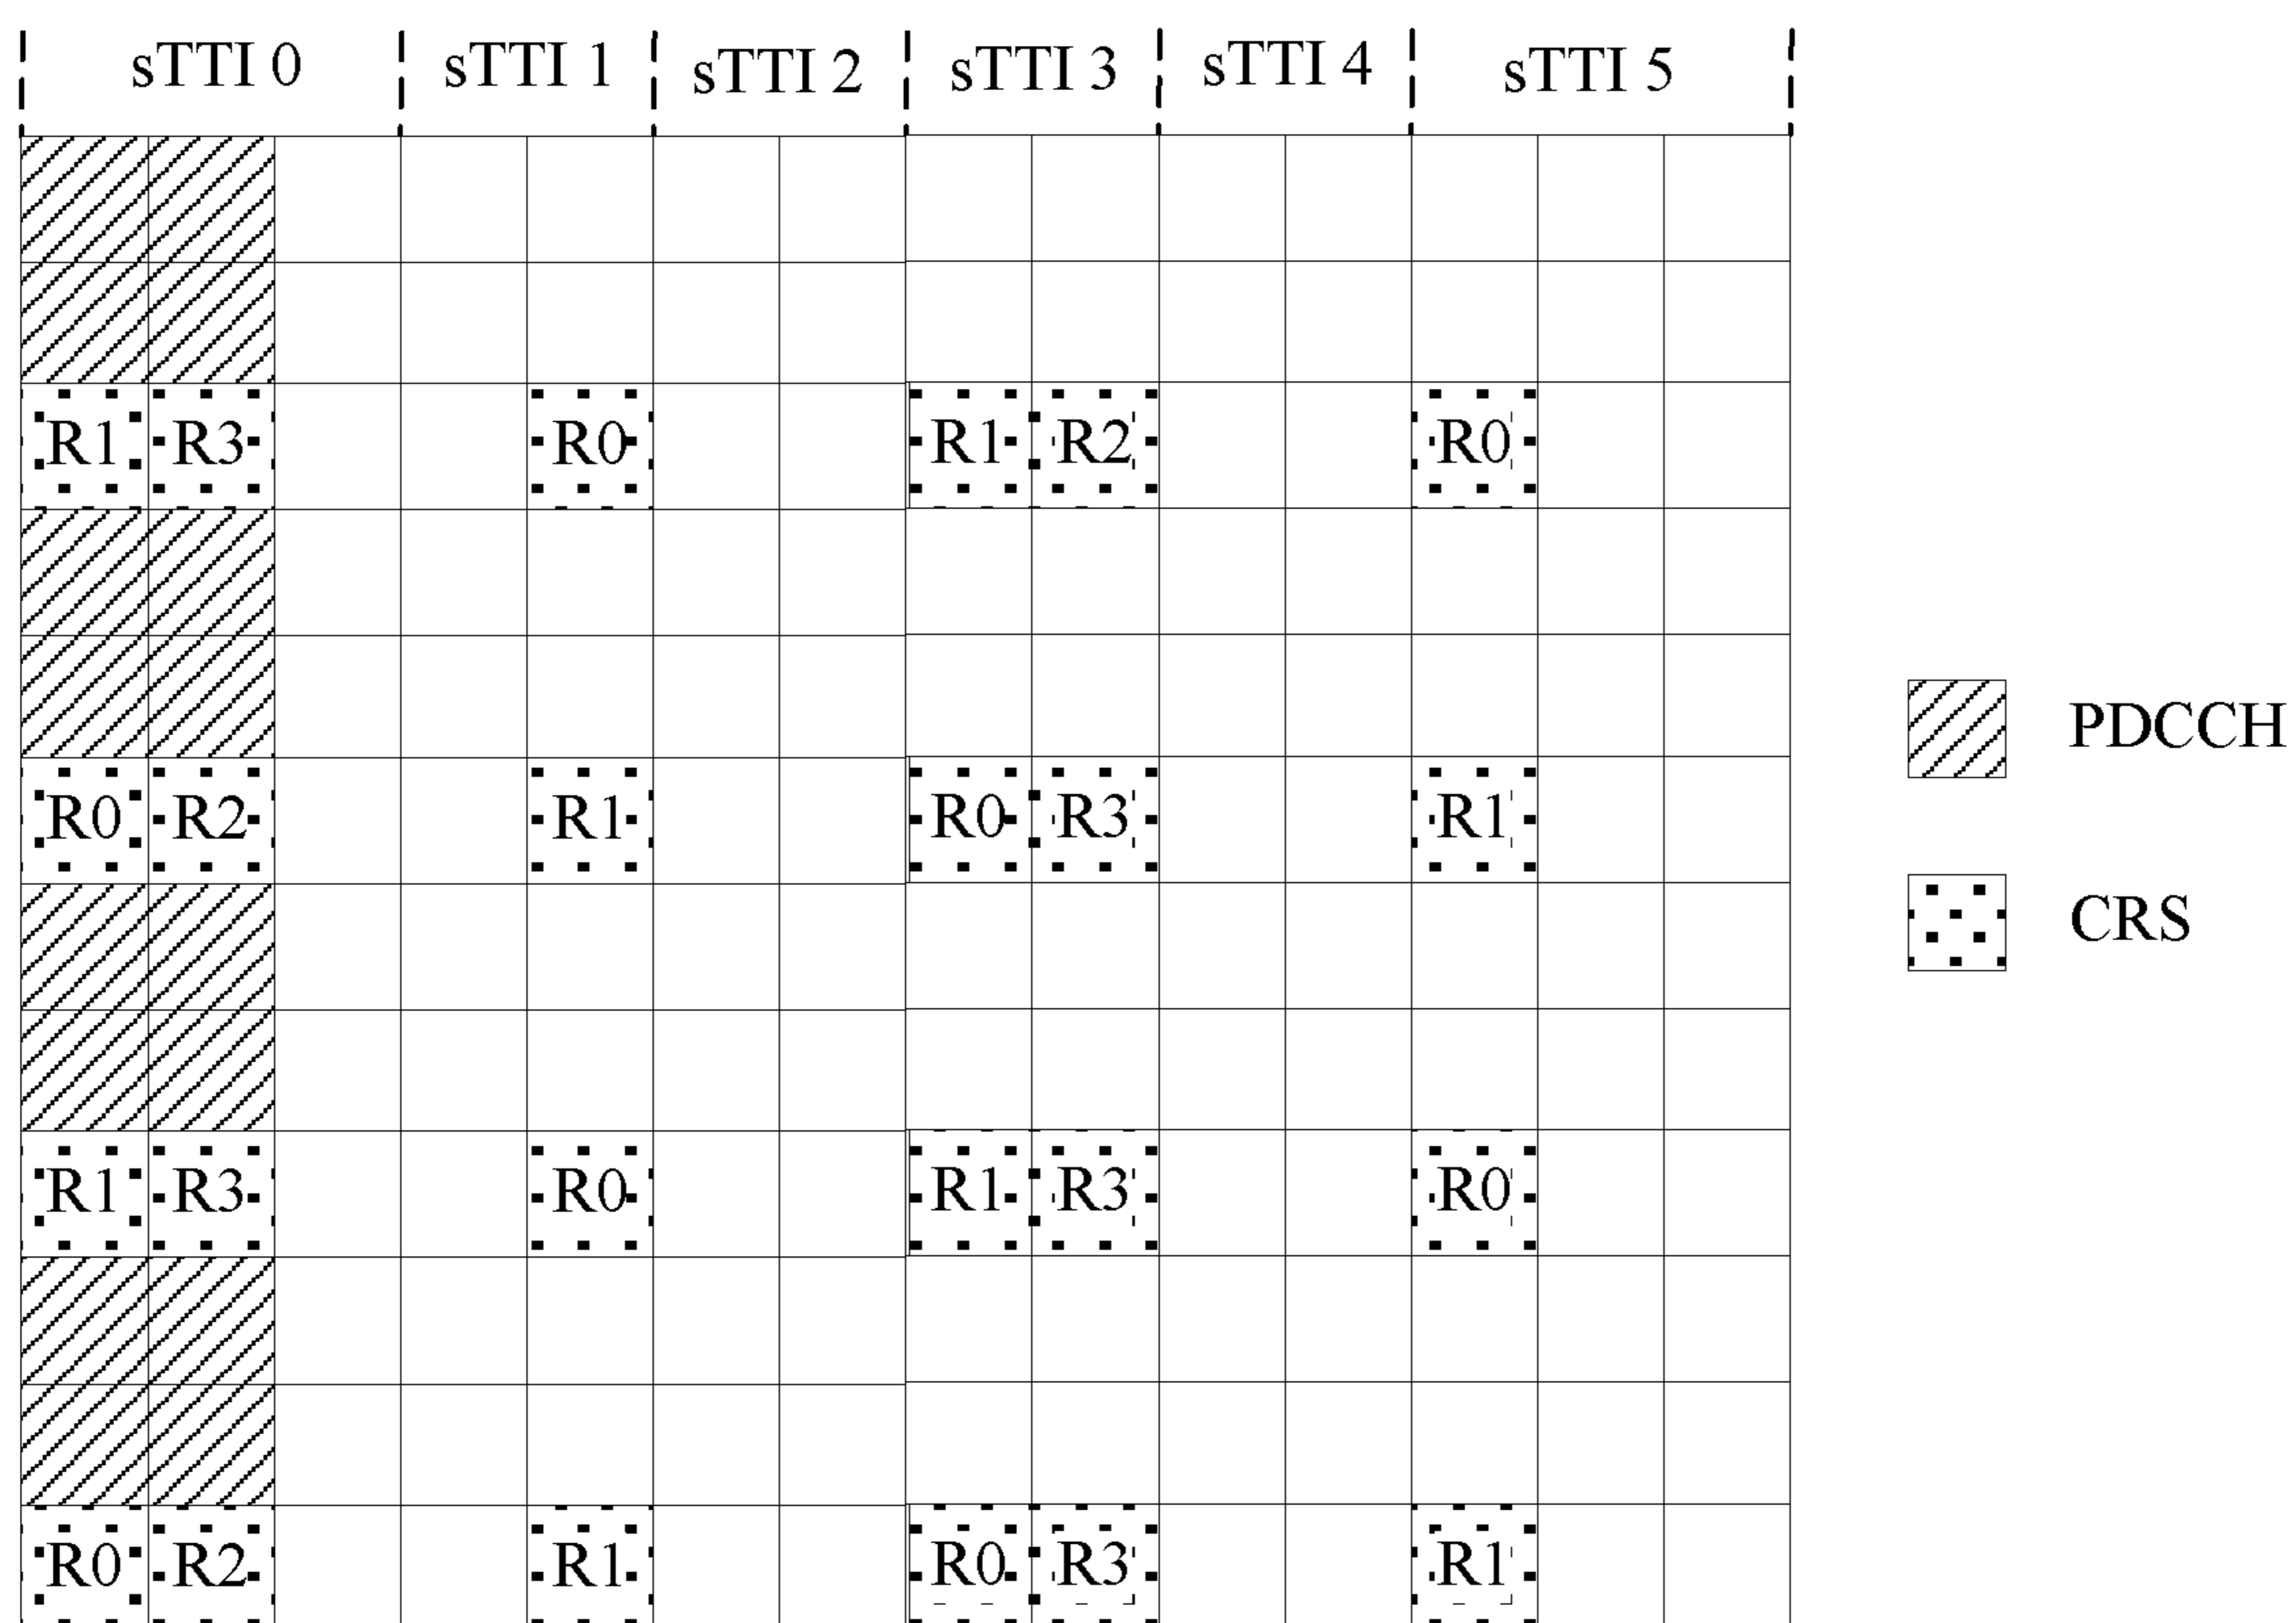 sTTI 0 sTTI 1 sTTI 2 sTTI 3 sTTI 4 sTTI 5
R1 R3 R0 R1 R2 R0
PDCCH
R0 R2 R1 R0 R3 R1
CRS
R1 R3 R0 R1 R3 R0
R0 R2 R1 R0 R3 R1